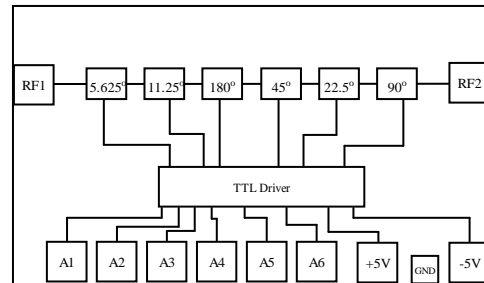 RF1
5.625°
11.25°
180°
45°
22.5°
90°
RF2
TTL Driver
A1
A2
A3
A4
A5
A6
+5V
GND
-5V